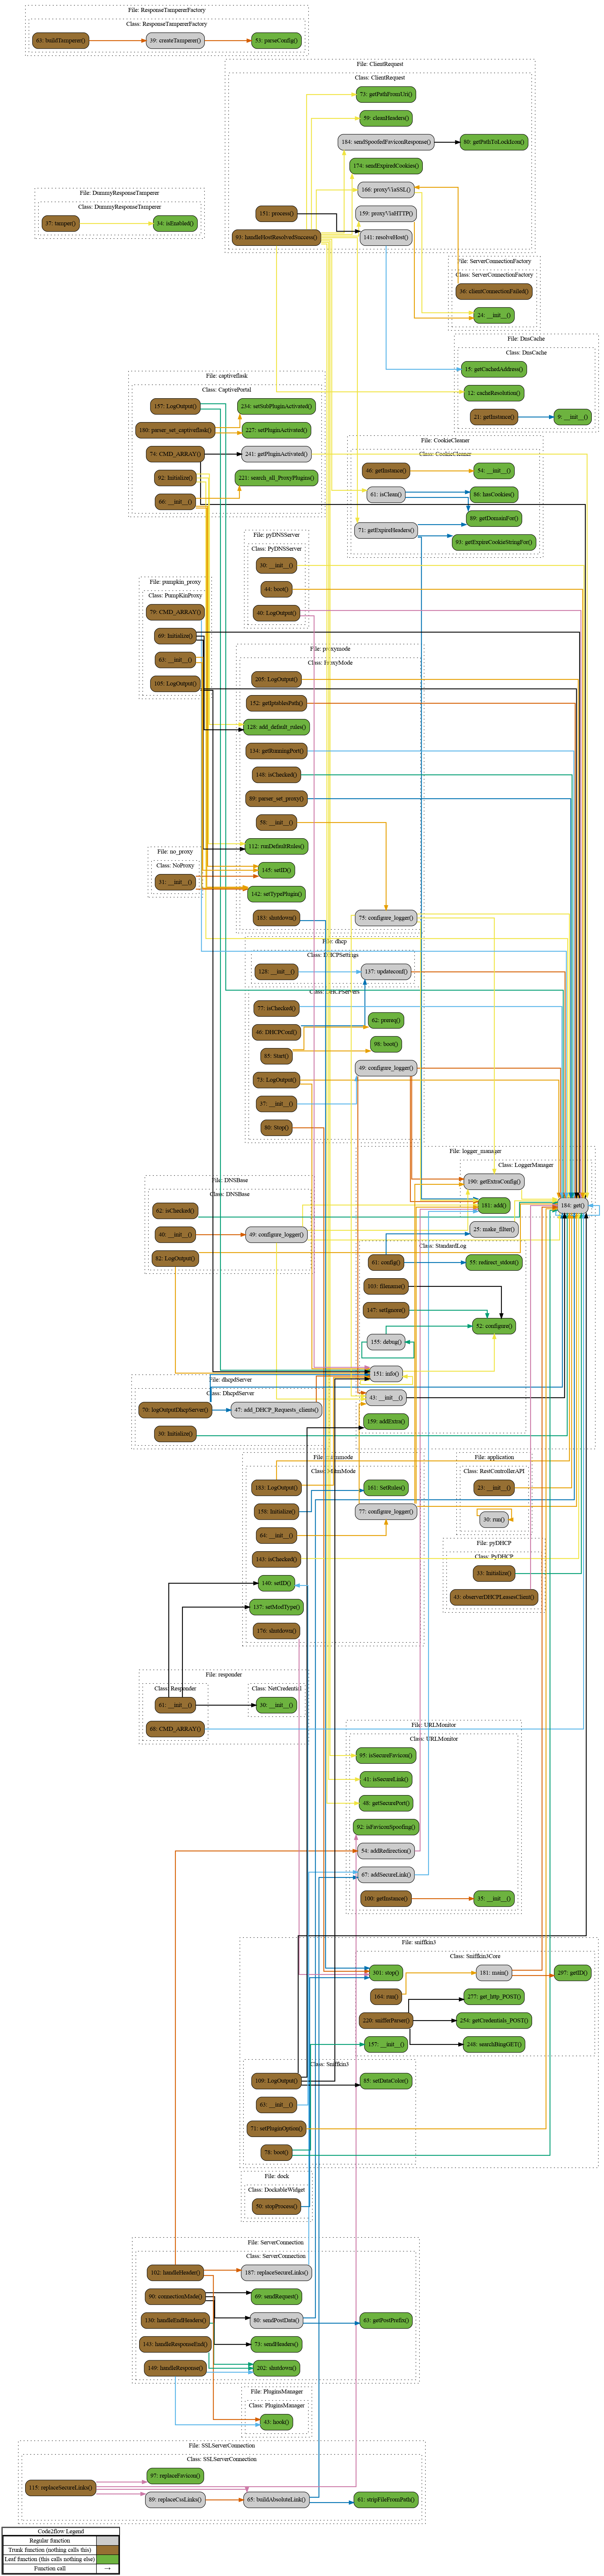 File: ResponseTampererFactory
Class: ResponseTampererFactory
63: buildTamperer()
39: createTamperer()
53: parseConfig()
File: ClientRequest
Class: ClientRequest
73: getPathFromUri()
59: cleanHeaders()
184: sendSpoofedFaviconResponse()
80: getPathToLockIcon()
174: sendExpiredCookies()
166: proxyViaSSL()
159: proxyViaHTTP()
151: process()
93: handleHostResolvedSuccess()
141: resolveHost()
File: DummyResponseTamperer
Class: DummyResponseTamperer
37: tamper()
34: isEnabled()
File: ServerConnectionFactory
Class: ServerConnectionFactory
36: clientConnectionFailed()
24: __init__()
File: DnsCache
Class: DnsCache
15: getCachedAddress()
12: cacheResolution()
21: getInstance()
9: __init__()
File: captiveflask
Class: CaptivePortal
157: LogOutput()
234: setSubPluginActivated()
180: parser_set_captiveflask()
227: setPluginActivated()
74: CMD_ARRAY()
241: getPluginActivated()
92: Initialize()
221: search_all_ProxyPlugins()
66: __init__()
File: CookieCleaner
Class: CookieCleaner
46: getInstance()
54: __init__()
61: isClean()
86: hasCookies()
89: getDomainFor()
71: getExpireHeaders()
93: getExpireCookieStringFor()
File: pyDNSServer
Class: PyDNSServer
30: __init__()
44: boot()
40: LogOutput()
File: pumpkin_proxy
Class: PumpKinProxy
79: CMD_ARRAY()
89: Initialize()
63: __init__()
105: LogOutput()
File: proxymode
Class: ProxyMode
205: LogOutput()
152: getIptablesPath()
128: add_default_rules()
134: getRunningPort()
148: isChecked()
89: parser_set_proxy()
50: __init__()
112: runDefaultRules()
145: setID()
142: setTypePlugin()
183: shutdown()
75: configure_logger()
File: no_proxy
Class: NoProxy
31: __init__()
File: dhcp
Class: DHCPSettings
128: __init__()
137: updateconf()
Class: DHCPServers
77: isChecked()
62: prereq()
46: DHCPConf()
98: boot()
85: Start()
49: configure_logger()
73: LogOutput()
37: __init__()
80: Stop()
File: logger_manager
Class: LoggerManager
190: getExtraConfig()
181: add()
184: get()
25: make_filter()
Class: StandardLog
61: config()
55: redirect_stdout()
103: filename()
147: setIgnore()
52: configure()
155: debug()
151: info()
43: __init__()
159: addExtra()
File: DNSBase
Class: DNSBase
62: isChecked()
40: __init__()
49: configure_logger()
52: LogOutput()
File: dhcpdServer
Class: DhcpdServer
70: logOutputDhcpServer()
47: add_DHCP_Requests_clients()
30: Initialize()
Class: MitmMode
183: LogOutput()
161: SetRules()
158: Initialize()
77: configure_logger()
64: __init__()
143: isChecked()
140: setID()
137: setModType()
176: shutdown()
File: application
Class: RestControllerAPI
23: __init__()
30: run()
File: pyDHCP
Class: PyDHCP
33: Initialize()
43: observerDHCPLeasesClient()
File: responder
Class: Responder
Class: NetCredential
61: __init__()
30: __init__()
68: CMD_ARRAY()
File: URLMonitor
Class: URLMonitor
95: isSecureFavicon()
41: isSecureLink()
48: getSecurePort()
92: isFaviconSpoofing()
54: addRedirection()
67: addSecureLink()
100: getInstance()
35: __init__()
File: sniffkin3
Class: Sniffkin3Core
301: stop()
181: main()
297: getID()
164: run()
277: get_http_POST()
220: snifferParser()
254: getCredentials_POST()
157: __init__()
248: searchBingGET()
Class: Sniffkin3
109: LogOutput()
85: setDataColor()
63: __init__()
71: setPluginOption()
78: boot()
File: dock
Class: DockableWidget
50: stopProcess()
File: ServerConnection
Class: ServerConnection
102: handleHeader()
187: replaceSecureLinks()
90: connectionMade()
69: sendRequest()
130: handleEndHeaders()
80: sendPostData()
63: getPostPrefix()
143: handleResponseEnd()
73: sendHeaders()
149: handleResponse()
202: shutdown()
File: PluginsManager
Class: PluginsManager
43: hook()
File: SSLServerConnection
Class: SSLServerConnection
97: replaceFavicon()
115: replaceSecureLinks()
89: replaceCssLinks()
65: buildAbsoluteLink()
61: stripFileFromPath()
Code2flow Legend
Regular function
Trunk function (nothing calls this)
Leaf function (this calls nothing else)
Function call